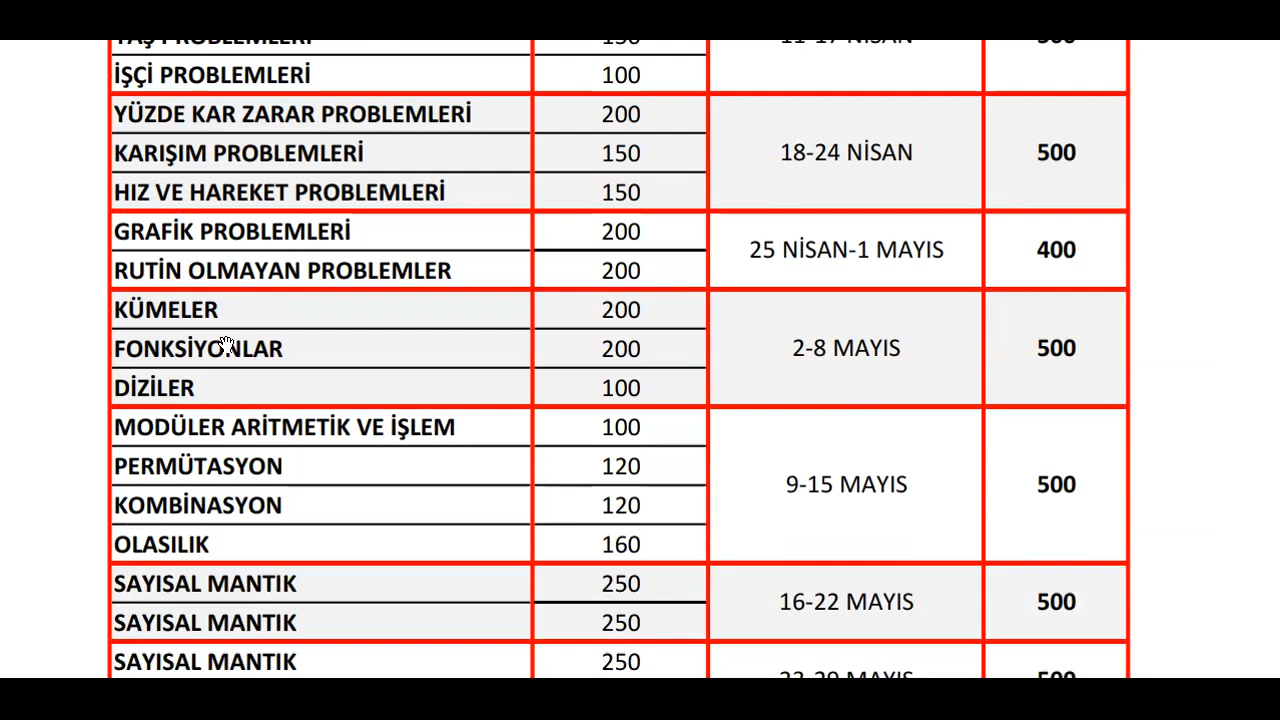 YAŞ PROBLEMLERİ 150 11-17 NİSAN 500
İŞÇİ PROBLEMLERİ 100
YÜZDE KAR ZARAR PROBLEMLERİ 200
KARIŞIM PROBLEMLERİ 150 18-24 NİSAN 500
HIZ VE HAREKET PROBLEMLERİ 150
GRAFİK PROBLEMLERİ 200
25 NİSAN-1 MAYIS 400
RUTİN OLMAYAN PROBLEMLER 200
KÜMELER 200
FONKSİYONLAR 200 2-8 MAYIS 500
DİZİLER 100
MODÜLER ARİTMETİK VE İŞLEM 100
PERMÜTASYON 120
9-15 MAYIS 500
KOMBİNASYON 120
OLASILIK 160
SAYISAL MANTIK 250
16-22 MAYIS 500
SAYISAL MANTIK 250
SAYISAL MANTIK 250
23-29 MAYIS 500